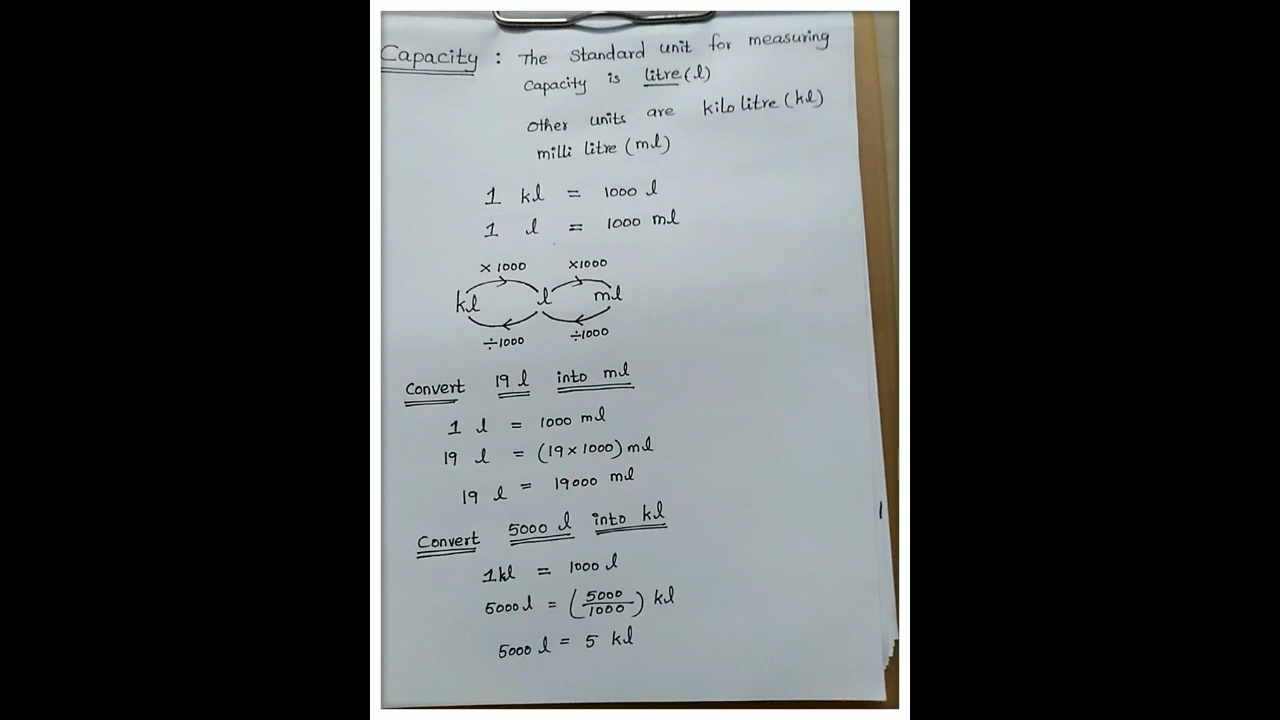 Capacity : The Standard unit for measuring
Capacity is litre (l)
Other units are kilo litre (kl)
milli litre (ml)
1 kl = 1000 l
1 l = 1000 ml
×1000 ×1000
kl l ml
÷1000 ÷1000
Convert 19 l into ml
1 l = 1000 ml
19 l = (19 × 1000) ml
19 l = 19000 ml
Convert 5000 l into kl
1kl = 1000 l
5000 l = (5000/1000) kl
5000 l = 5 kl